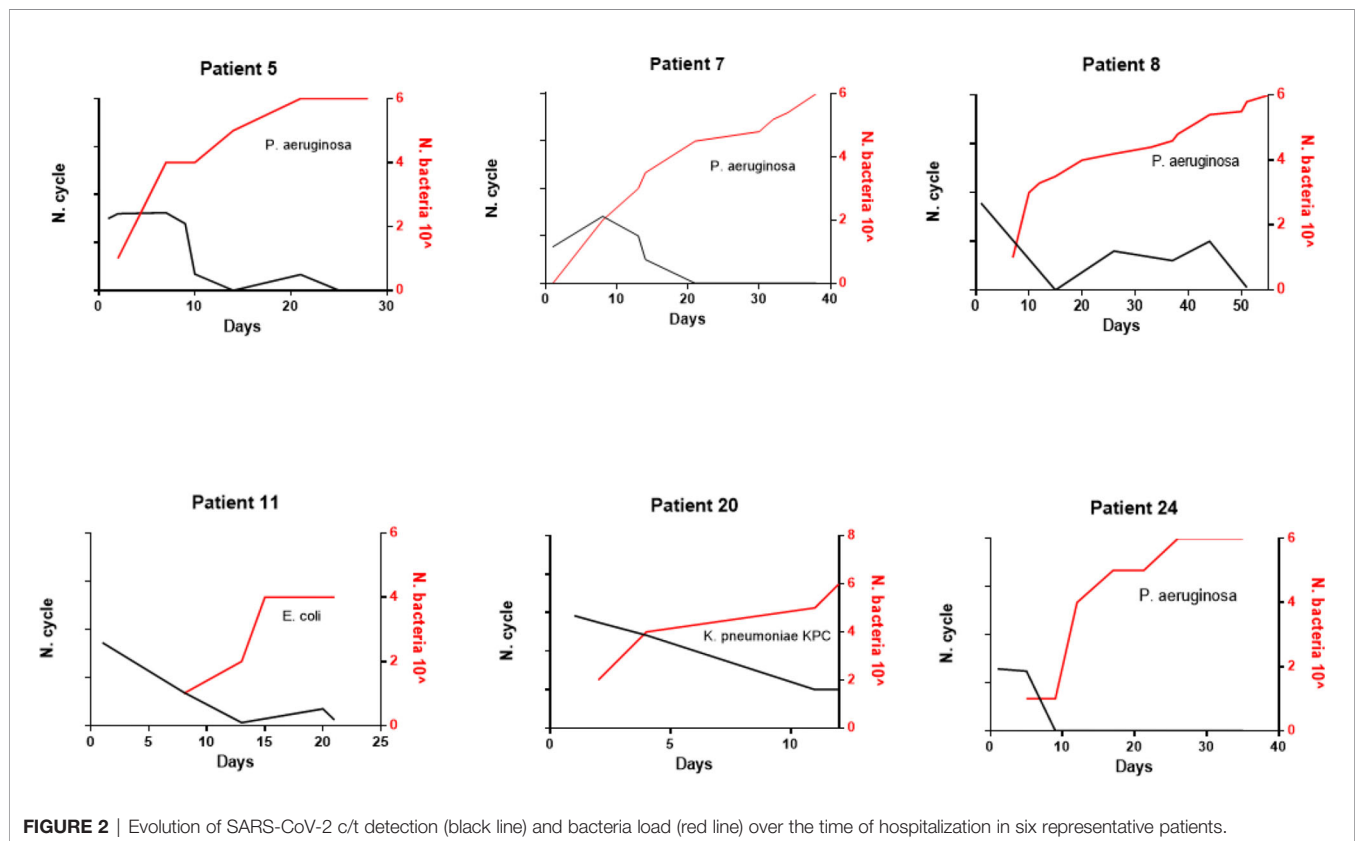 Patient 5
N. cycle
6
4
2
0
N. bacteria 10^
P. aeruginosa
0 10 20 30
Days
Patient 7
N. cycle
6
4
2
0
N. bacteria 10^
P. aeruginosa
0 10 20 30 40
Days
Patient 8
N. cycle
6
4
2
0
N. bacteria 10^
P. aeruginosa
0 10 20 30 40 50
Days
Patient 11
N. cycle
6
4
2
0
N. bacteria 10^
E. coli
0 5 10 15 20 25
Days
Patient 20
N. cycle
8
6
4
2
0
N. bacteria 10^
K. pneumoniae KPC
0 5 10
Days
Patient 24
N. cycle
6
4
2
0
N. bacteria 10^
P. aeruginosa
0 10 20 30 40
Days
FIGURE 2 | Evolution of SARS-CoV-2 c/t detection (black line) and bacteria load (red line) over the time of hospitalization in six representative patients.